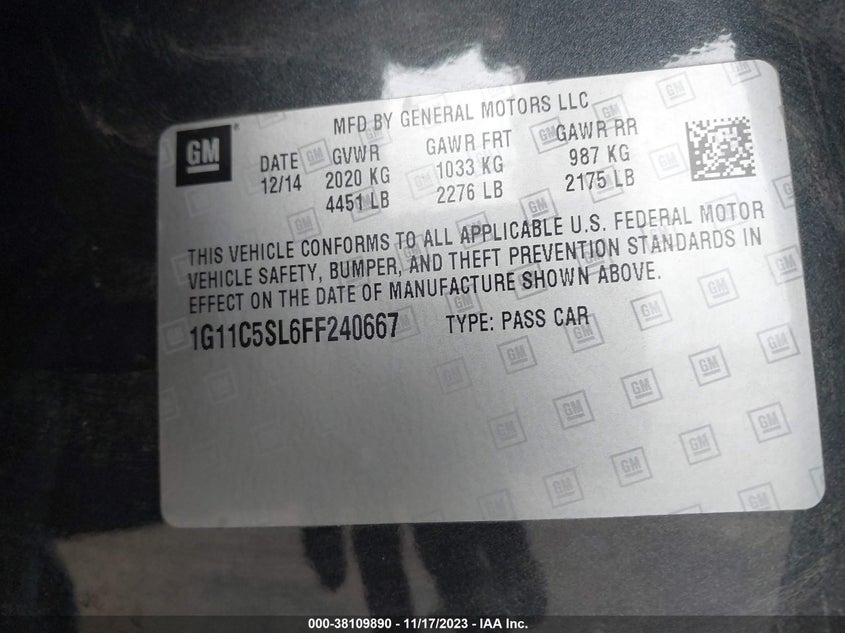 MFD BY GENERAL MOTORS LLC
GM
DATE GVWR GAWR FRT GAWR RR
12/14 2020 KG 1033 KG 987 KG
4451 LB 2276 LB 2175 LB
THIS VEHICLE CONFORMS TO ALL APPLICABLE U.S. FEDERAL MOTOR
VEHICLE SAFETY, BUMPER, AND THEFT PREVENTION STANDARDS IN
EFFECT ON THE DATE OF MANUFACTURE SHOWN ABOVE.
1G11C5SL6FF240667 TYPE: PASS CAR
000-38109890 - 11/17/2023 - IAA Inc.